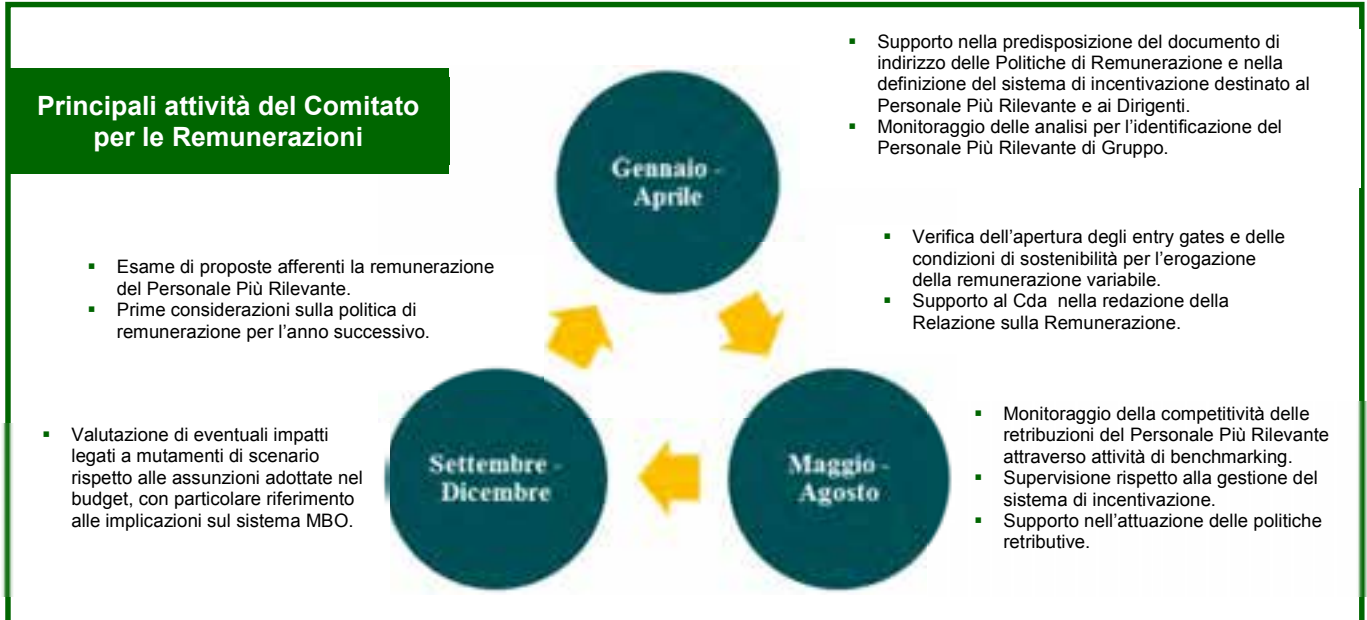 Principali attività del Comitato
per le Remunerazioni
▪ Supporto nella predisposizione del documento di
indirizzo delle Politiche di Remunerazione e nella
definizione del sistema di incentivazione destinato al
Personale Più Rilevante e ai Dirigenti.
▪ Monitoraggio delle analisi per l’identificazione del
Personale Più Rilevante di Gruppo.
Gennaio -
Aprile
▪ Verifica dell’apertura degli entry gates e delle
condizioni di sostenibilità per l’erogazione
della remunerazione variabile.
▪ Supporto al Cda nella redazione della
Relazione sulla Remunerazione.
▪ Esame di proposte afferenti la remunerazione
del Personale Più Rilevante.
▪ Prime considerazioni sulla politica di
remunerazione per l’anno successivo.
▪ Valutazione di eventuali impatti
legati a mutamenti di scenario
rispetto alle assunzioni adottate nel
budget, con particolare riferimento
alle implicazioni sul sistema MBO.
Settembre -
Dicembre
Maggio -
Agosto
▪ Monitoraggio della competitività delle
retribuzioni del Personale Più Rilevante
attraverso attività di benchmarking.
▪ Supervisione rispetto alla gestione del
sistema di incentivazione.
▪ Supporto nell’attuazione delle politiche
retributive.